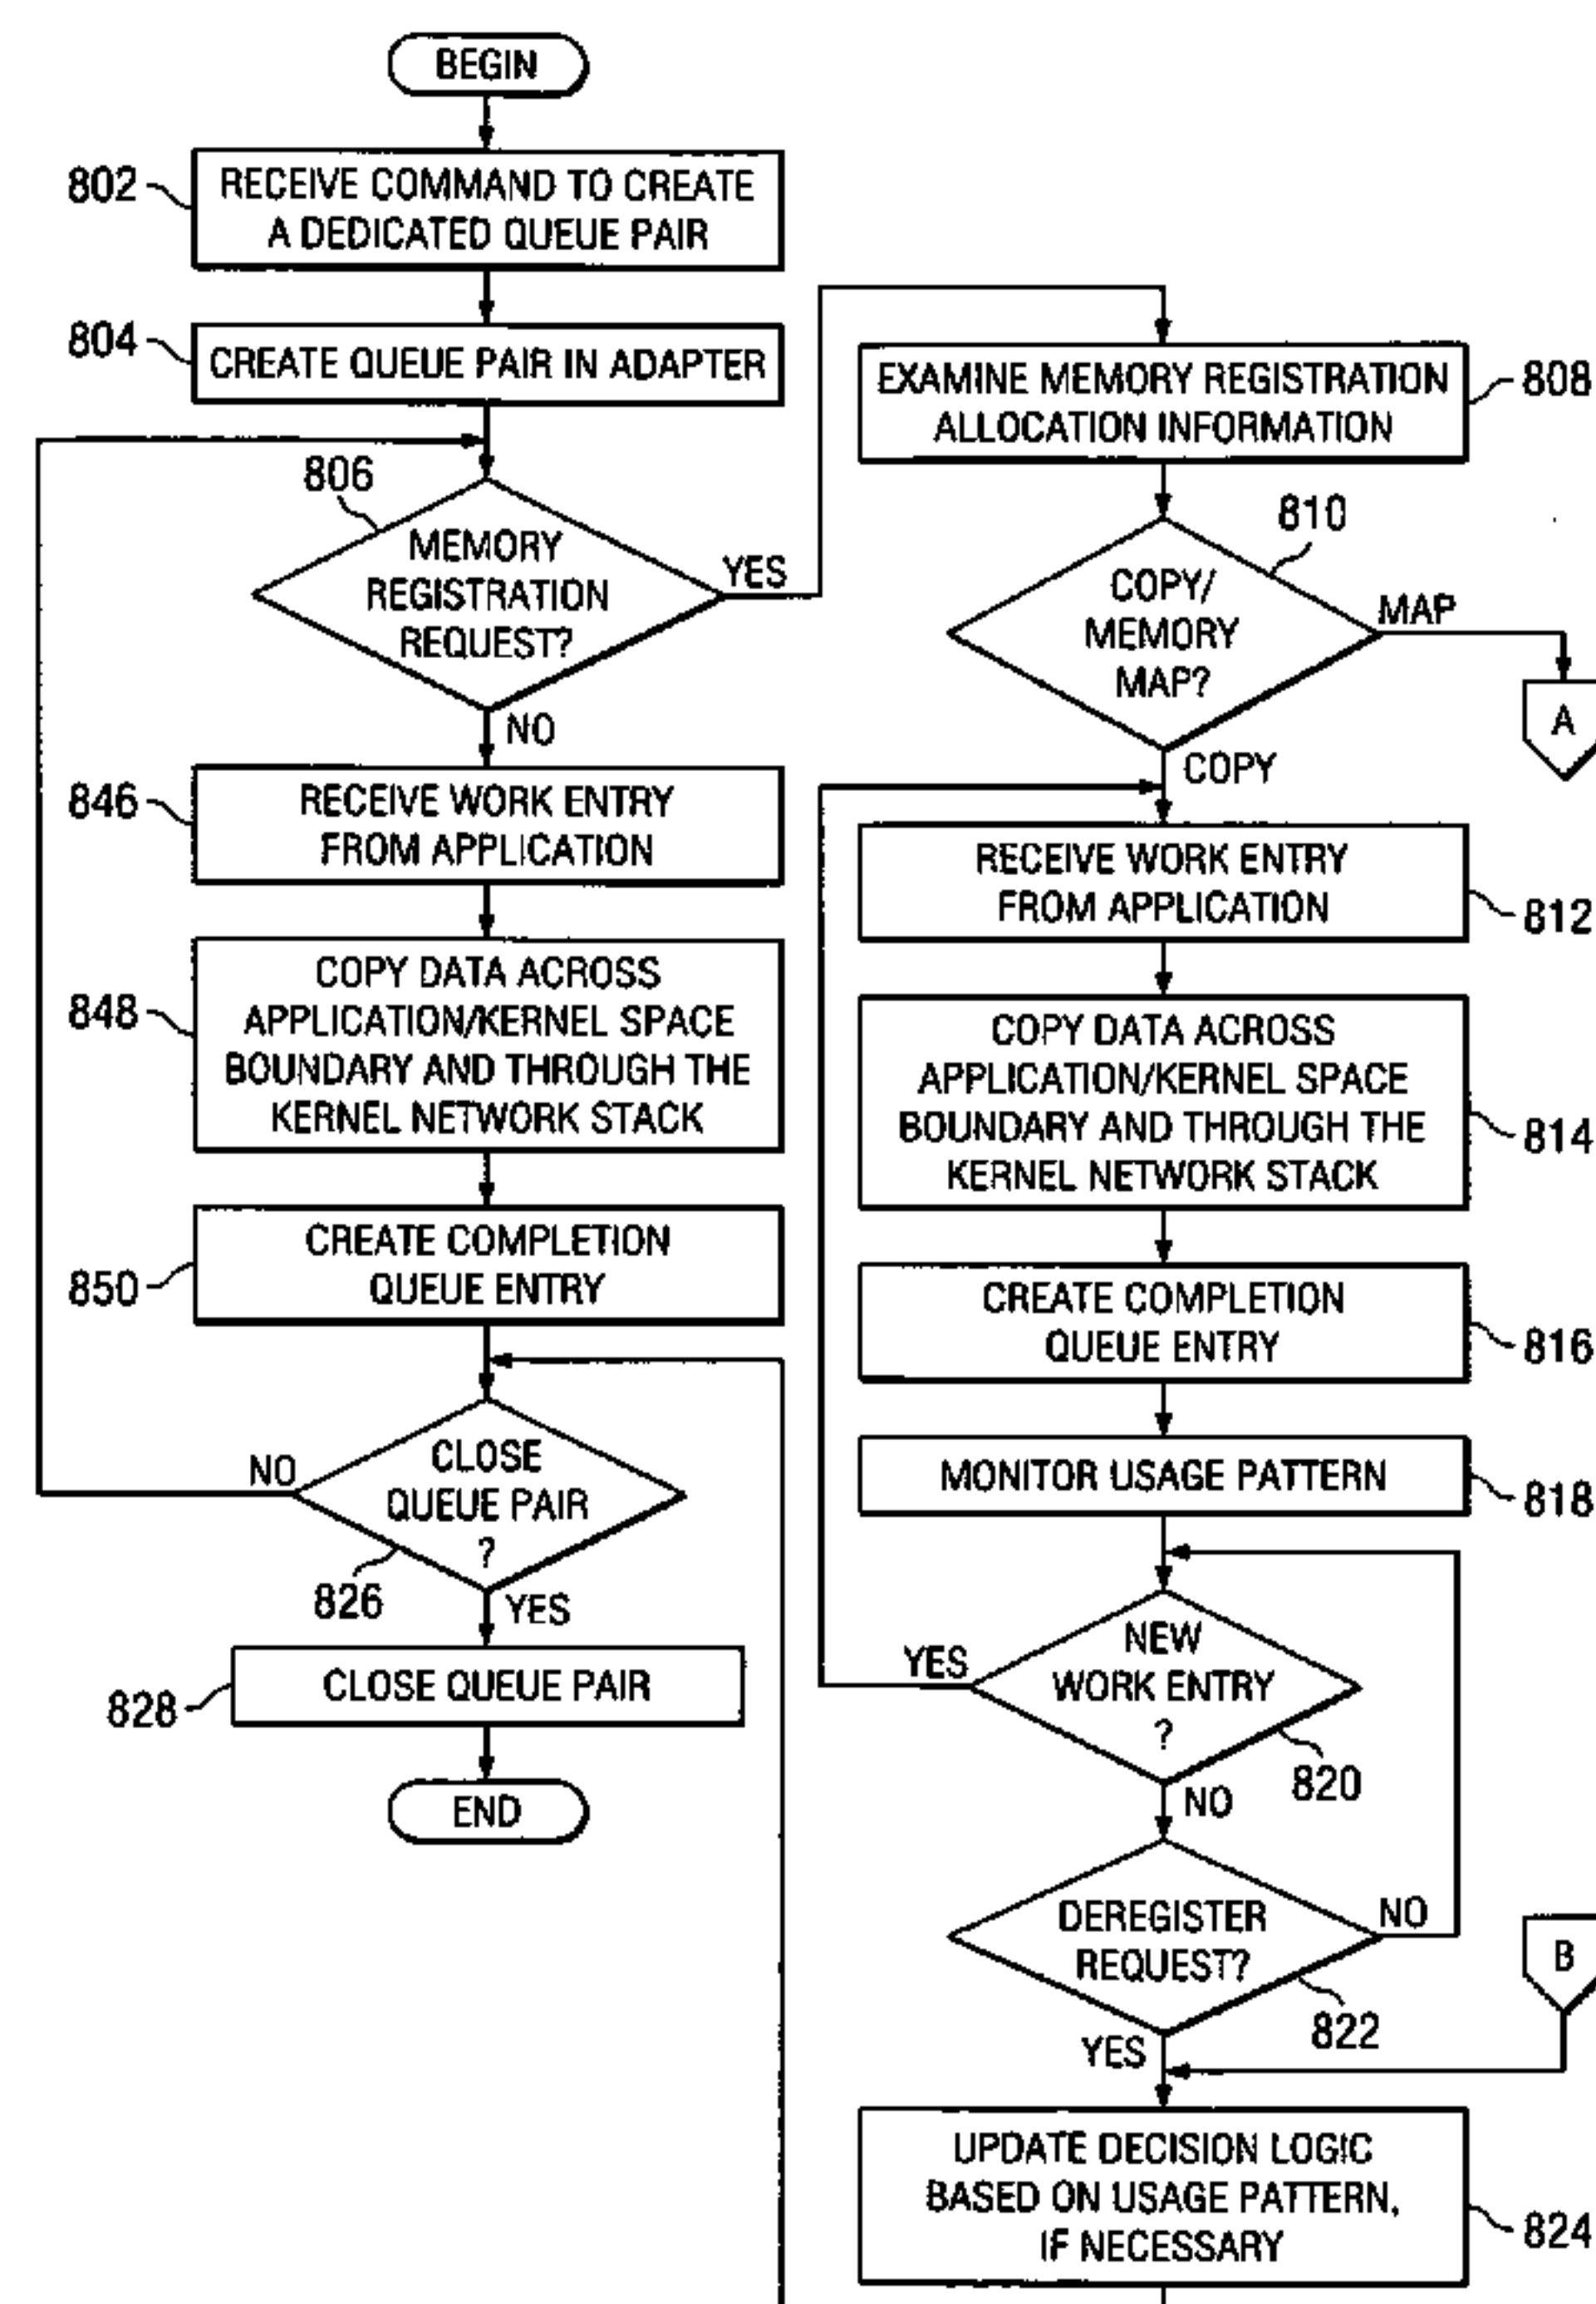 BEGIN
802
RECEIVE COMMAND TO CREATE
A DEDICATED QUEUE PAIR
804
CREATE QUEUE PAIR IN ADAPTER
806
MEMORY
REGISTRATION
REQUEST?
YES
NO
846
RECEIVE WORK ENTRY
FROM APPLICATION
848
COPY DATA ACROSS
APPLICATION/KERNEL SPACE
BOUNDARY AND THROUGH THE
KERNEL NETWORK STACK
850
CREATE COMPLETION
QUEUE ENTRY
NO
CLOSE
QUEUE PAIR
?
826
YES
828
CLOSE QUEUE PAIR
END
EXAMINE MEMORY REGISTRATION
ALLOCATION INFORMATION
808
810
COPY/
MEMORY
MAP?
MAP
A
COPY
RECEIVE WORK ENTRY
FROM APPLICATION
812
COPY DATA ACROSS
APPLICATION/KERNEL SPACE
BOUNDARY AND THROUGH THE
KERNEL NETWORK STACK
814
CREATE COMPLETION
QUEUE ENTRY
816
MONITOR USAGE PATTERN
818
YES
NEW
WORK ENTRY
?
820
NO
DEREGISTER
REQUEST?
NO
822
B
YES
UPDATE DECISION LOGIC
BASED ON USAGE PATTERN,
IF NECESSARY
824